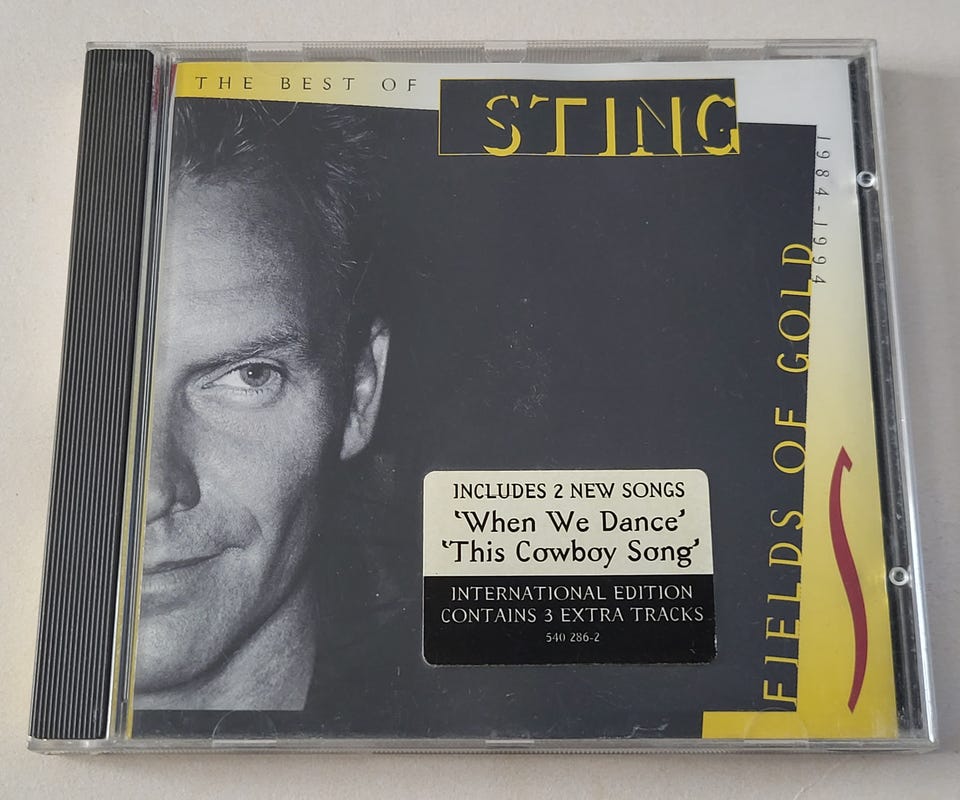 THE BEST OF
STING
1984-1994
FIELDS OF GOLD
INCLUDES 2 NEW SONGS
'When We Dance'
'This Cowboy Song'
INTERNATIONAL EDITION
CONTAINS 3 EXTRA TRACKS
540 286-2